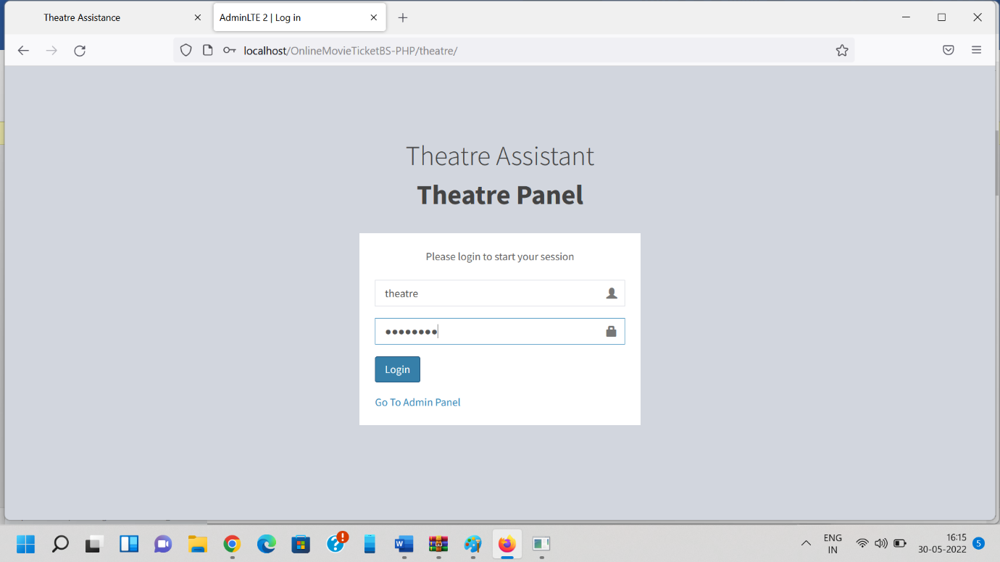 Theatre Assistance
AdminLTE 2 | Log in
localhost/OnlineMovieTicketBS-PHP/theatre/
Theatre Assistant
Theatre Panel
Please login to start your session
theatre
••••••••
Login
Go To Admin Panel
ENG
IN
16:15
30-05-2022
5